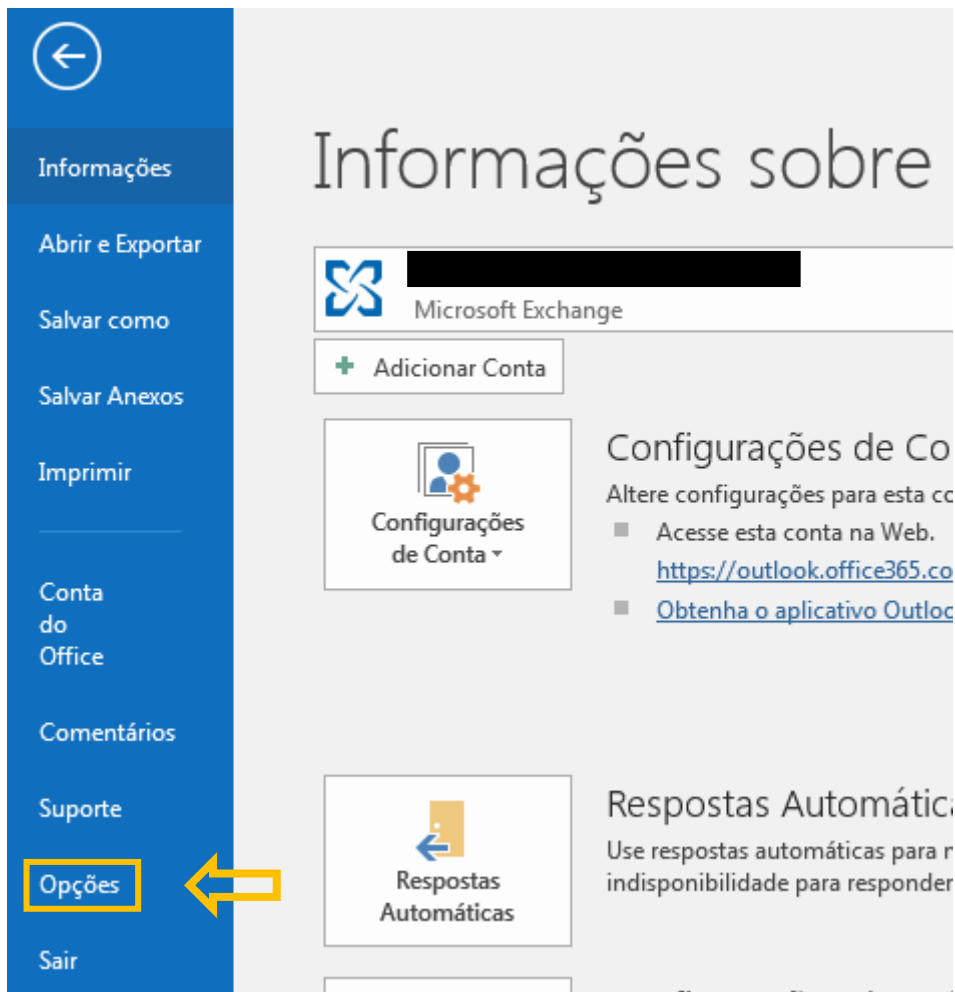 Informações
Abrir e Exportar
Salvar como
Salvar Anexos
Imprimir
Conta
do
Office
Comentários
Suporte
Opções
Sair
Informações sobre
Microsoft Exchange
Adicionar Conta
Configurações
de Conta
Configurações de Co
Altere configurações para esta co
Acesse esta conta na Web.
https://outlook.office365.co
Obtenha o aplicativo Outloo
Respostas
Automáticas
Respostas Automátic
Use respostas automáticas para
indisponibilidade para responder